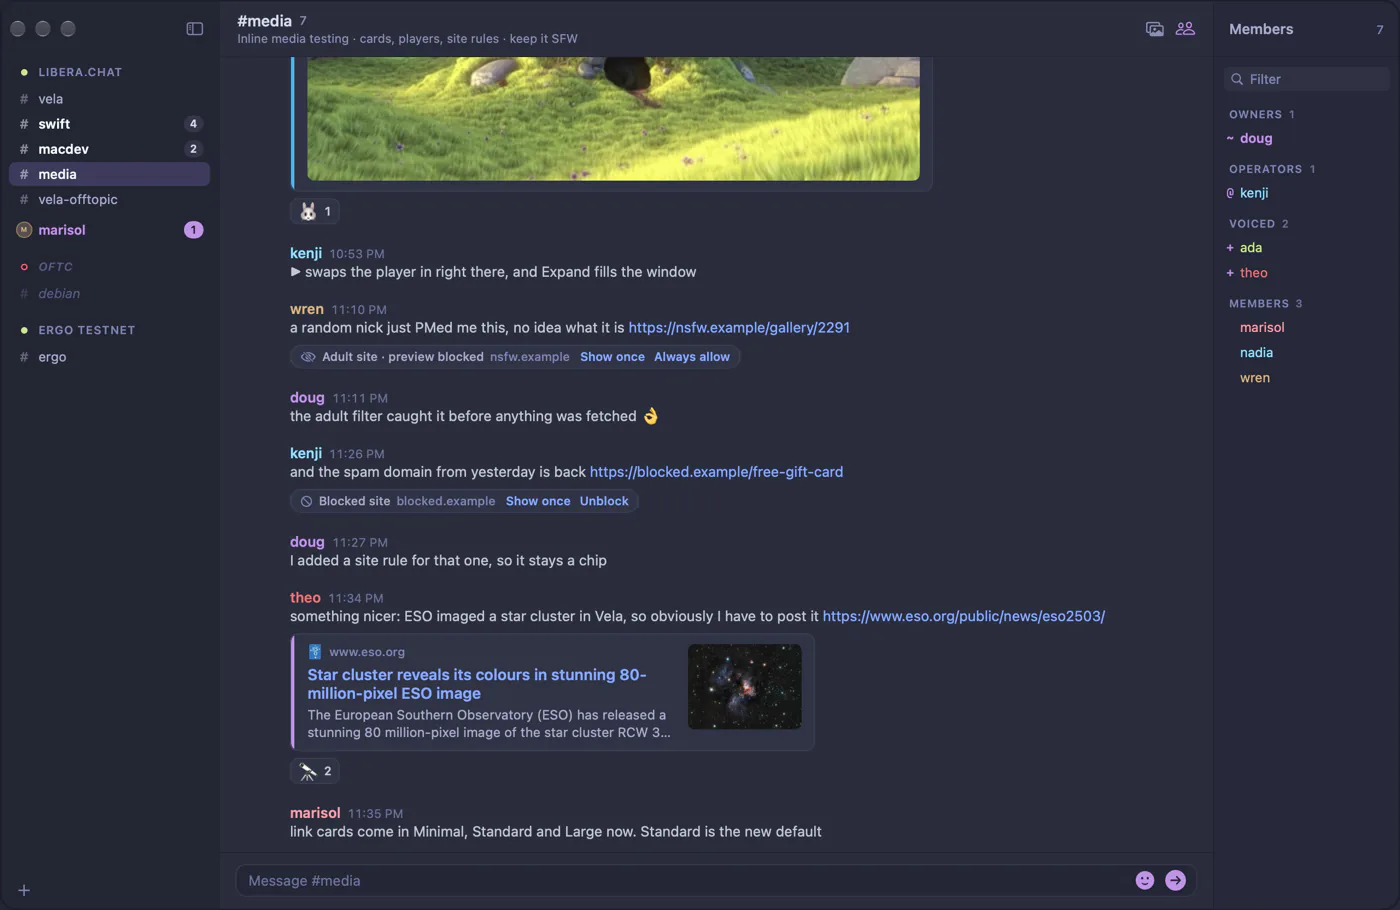 LIBERA.CHAT
# vela
# swift 4
# macdev 2
# media
# vela-offtopic
M marisol 1
OFTC
# debian
ERGO TESTNET
# ergo
+
#media 7
Inline media testing · cards, players, site rules · keep it SFW
🐰 1
kenji 10:53 PM
▶ swaps the player in right there, and Expand fills the window
wren 11:10 PM
a random nick just PMed me this, no idea what it is https://nsfw.example/gallery/2291
Adult site · preview blocked nsfw.example Show once Always allow
doug 11:11 PM
the adult filter caught it before anything was fetched 👌
kenji 11:26 PM
and the spam domain from yesterday is back https://blocked.example/free-gift-card
Blocked site blocked.example Show once Unblock
doug 11:27 PM
I added a site rule for that one, so it stays a chip
theo 11:34 PM
something nicer: ESO imaged a star cluster in Vela, so obviously I have to post it https://www.eso.org/public/news/eso2503/
www.eso.org
Star cluster reveals its colours in stunning 80-
million-pixel ESO image
The European Southern Observatory (ESO) has released a
stunning 80 million-pixel image of the star cluster RCW 3...
🔭 2
marisol 11:35 PM
link cards come in Minimal, Standard and Large now. Standard is the new default
Message #media
Members 7
Filter
OWNERS 1
~ doug
OPERATORS 1
@ kenji
VOICED 2
+ ada
+ theo
MEMBERS 3
marisol
nadia
wren